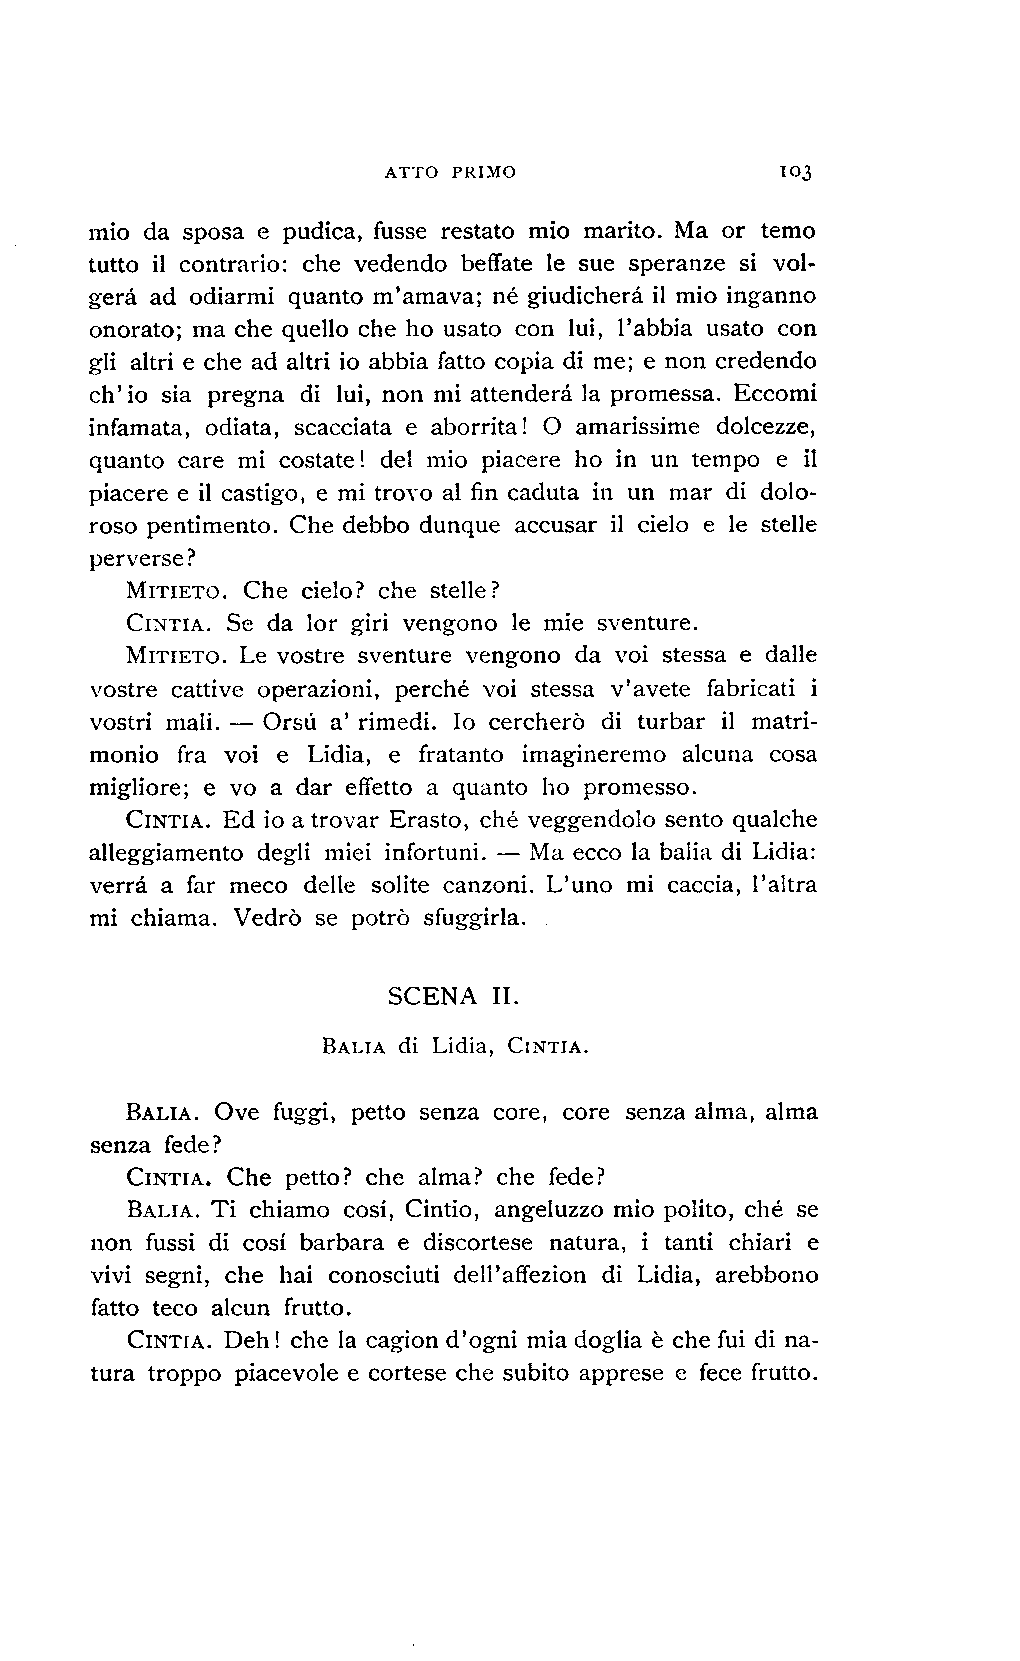 ATTO PRIMO 103
mio da sposa e pudica, fusse restato mio marito. Ma or temo
tutto il contrario: che vedendo beffate le sue speranze si vol-
gerá ad odiarmi quanto m'amava; né giudicherá il mio inganno
onorato; ma che quello che ho usato con lui, l'abbia usato con
gli altri e che ad altri io abbia fatto copia di me; e non credendo
ch'io sia pregna di lui, non mi attenderá la promessa. Eccomi
infamata, odiata, scacciata e aborrita! O amarissime dolcezze,
quanto care mi costate! del mio piacere ho in un tempo e il
piacere e il castigo, e mi trovo al fin caduta in un mar di dolo-
roso pentimento. Che debbo dunque accusar il cielo e le stelle
perverse?
MITIETO. Che cielo? che stelle?
CINTIA. Se da lor giri vengono le mie sventure.
MITIETO. Le vostre sventure vengono da voi stessa e dalle
vostre cattive operazioni, perché voi stessa v'avete fabricati i
vostri mali. — Orsú a' rimedi. Io cercherò di turbar il matri-
monio fra voi e Lidia, e fratanto imagineremo alcuna cosa
migliore; e vo a dar effetto a quanto ho promesso.
CINTIA. Ed io a trovar Erasto, ché veggendolo sento qualche
alleggiamento degli miei infortuni. — Ma ecco la balia di Lidia:
verrá a far meco delle solite canzoni. L'uno mi caccia, l'altra
mi chiama. Vedrò se potrò sfuggirla.
SCENA II.
BALIA di Lidia, CINTIA.
BALIA. Ove fuggi, petto senza core, core senza alma, alma
senza fede?
CINTIA. Che petto? che alma? che fede?
BALIA. Ti chiamo cosí, Cintio, angeluzzo mio polito, ché se
non fussi di cosí barbara e discortese natura, i tanti chiari e
vivi segni, che hai conosciuti dell'affezion di Lidia, arebbono
fatto teco alcun frutto.
CINTIA. Deh! che la cagion d'ogni mia doglia è che fui di na-
tura troppo piacevole e cortese che subito apprese e fece frutto.